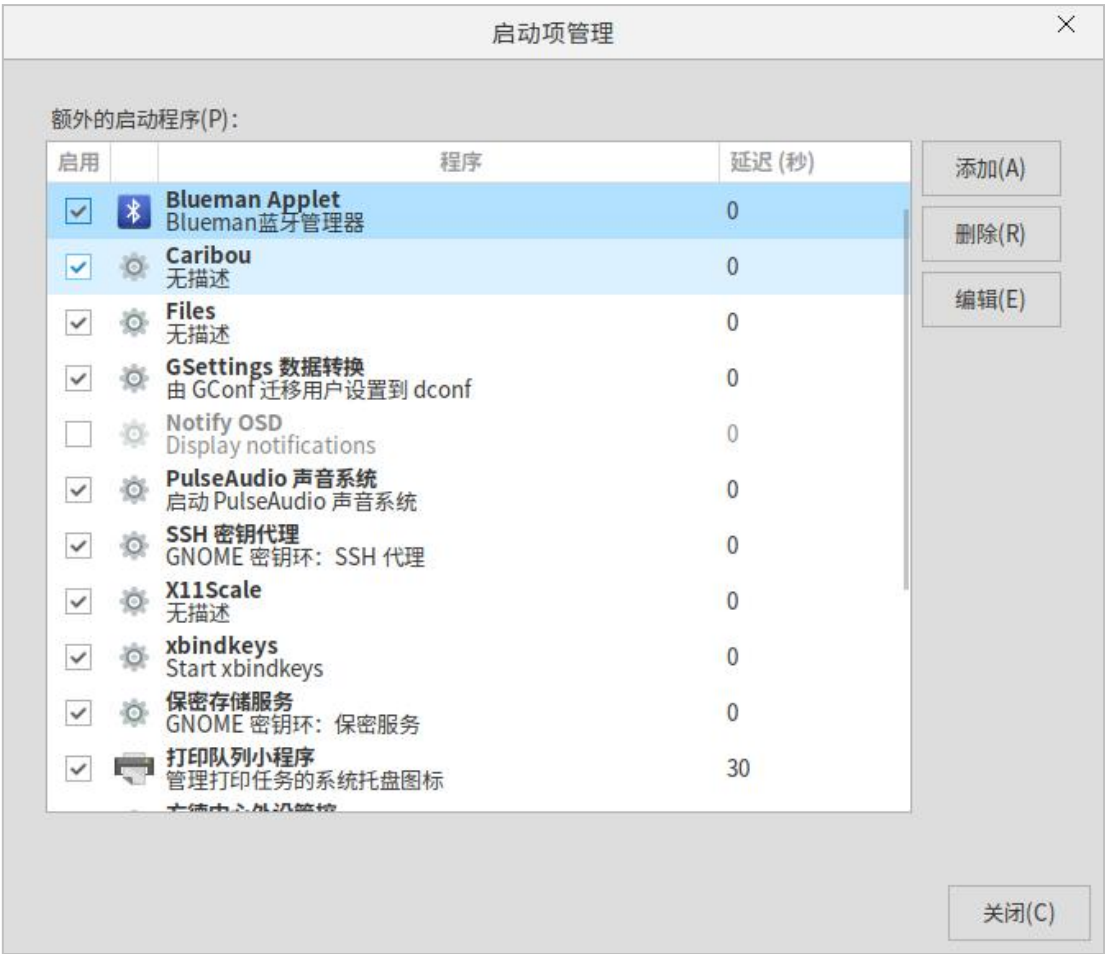 启动项管理
额外的启动程序(P)：
启用 程序 延迟 (秒)
添加(A)
Blueman Applet
Blueman蓝牙管理器
0
删除(R)
Caribou
无描述
0
编辑(E)
Files
无描述
0
GSettings 数据转换
由 GConf 迁移用户设置到 dconf
0
Notify OSD
Display notifications
0
PulseAudio 声音系统
启动 PulseAudio 声音系统
0
SSH 密钥代理
GNOME 密钥环：SSH 代理
0
X11Scale
无描述
0
xbindkeys
Start xbindkeys
0
保密存储服务
GNOME 密钥环：保密服务
0
打印队列小程序
管理打印任务的系统托盘图标
30
关闭(C)